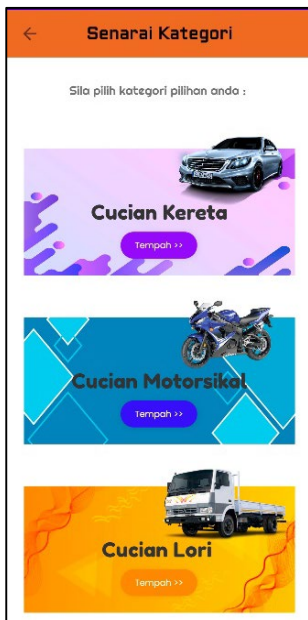 Senarai Kategori
Sila pilih kategori pilihan anda :
Cucian Kereta
Tempah >>
Cucian Motorsikal
Tempah >>
Cucian Lori
Tempah >>